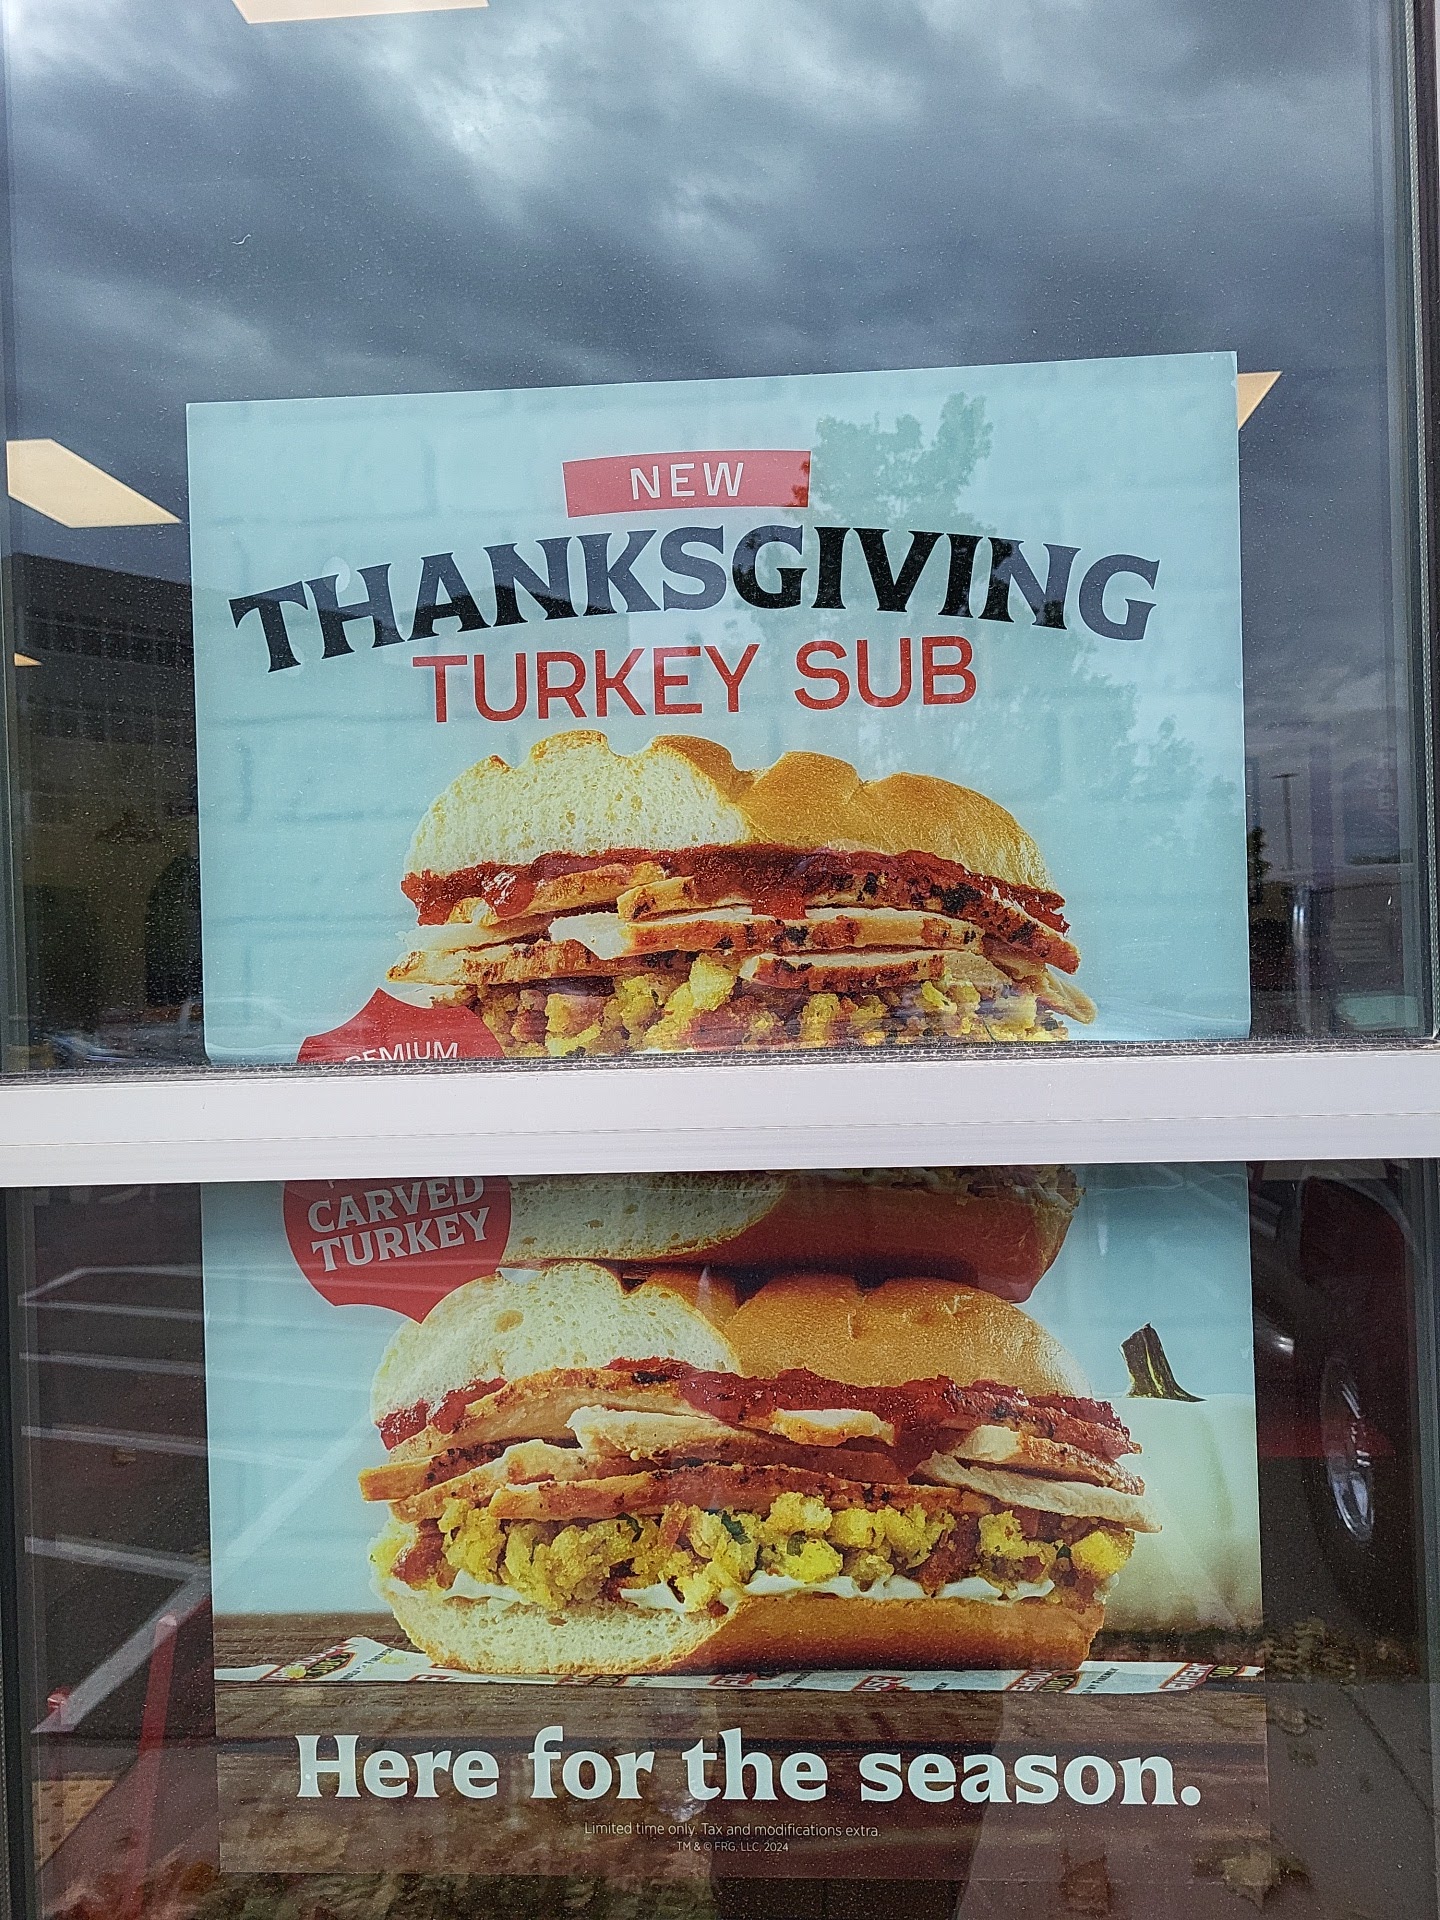 NEW
THANKSGIVING
TURKEY SUB
CARVED
TURKEY
Here for the season.
Limited time only. Tax and modifications extra.
TM & © FRG, LLC, 2024